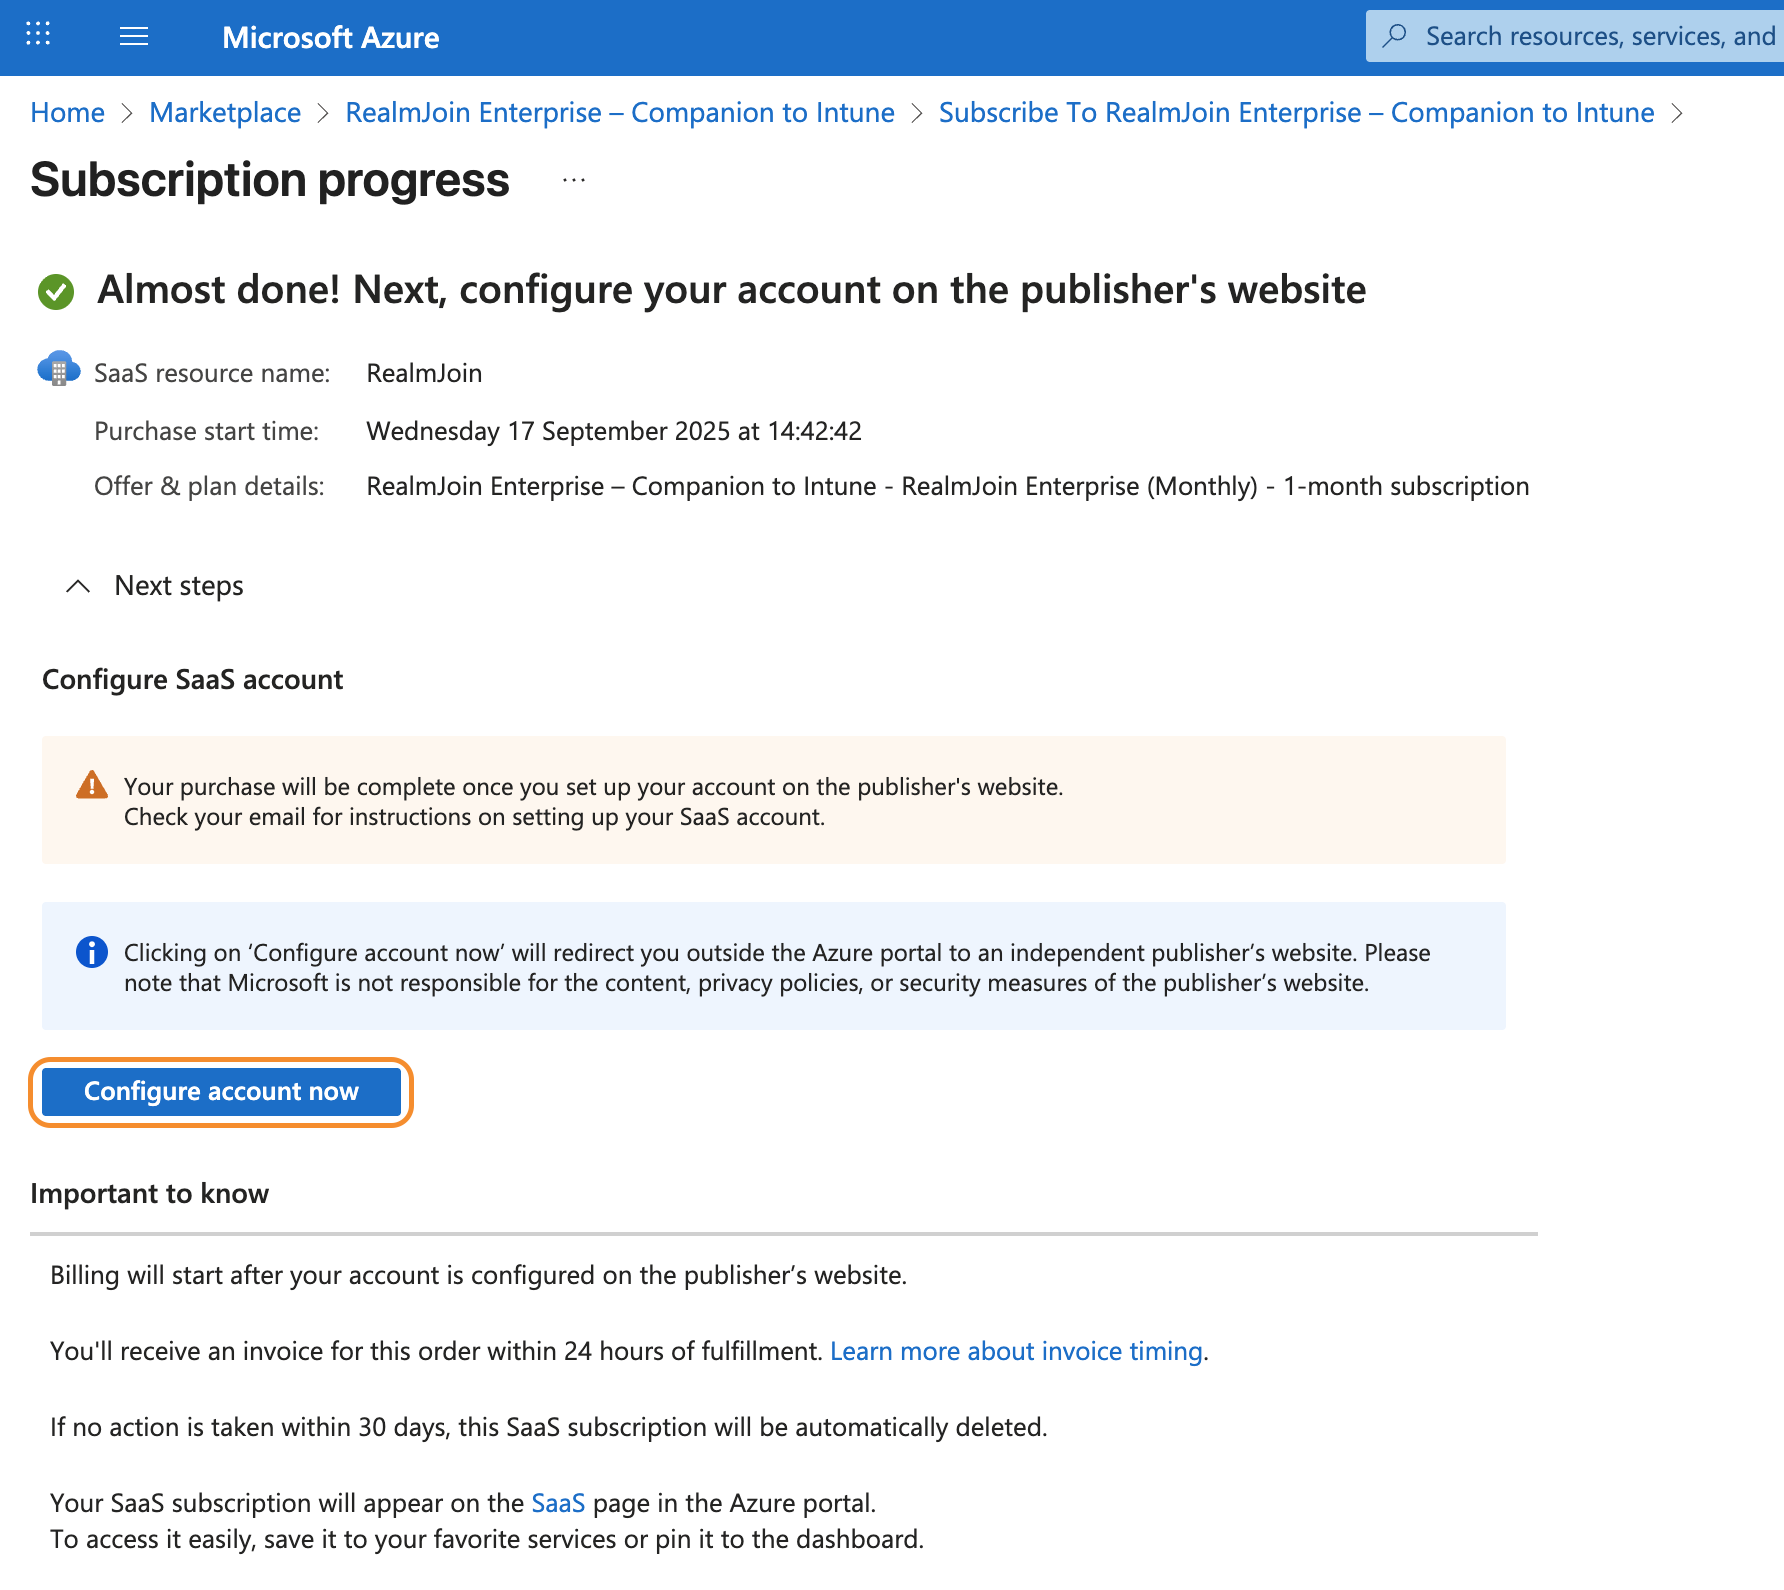 Microsoft Azure
Search resources, services, and
Home > Marketplace > RealmJoin Enterprise – Companion to Intune > Subscribe To RealmJoin Enterprise – Companion to Intune >
Subscription progress ...
Almost done! Next, configure your account on the publisher's website
SaaS resource name: RealmJoin
Purchase start time: Wednesday 17 September 2025 at 14:42:42
Offer & plan details: RealmJoin Enterprise – Companion to Intune - RealmJoin Enterprise (Monthly) - 1-month subscription
Next steps
Configure SaaS account
Your purchase will be complete once you set up your account on the publisher's website.
Check your email for instructions on setting up your SaaS account.
Clicking on ‘Configure account now’ will redirect you outside the Azure portal to an independent publisher‘s website. Please
note that Microsoft is not responsible for the content, privacy policies, or security measures of the publisher’s website.
Configure account now
Important to know
Billing will start after your account is configured on the publisher’s website.
You'll receive an invoice for this order within 24 hours of fulfillment. Learn more about invoice timing.
If no action is taken within 30 days, this SaaS subscription will be automatically deleted.
Your SaaS subscription will appear on the SaaS page in the Azure portal.
To access it easily, save it to your favorite services or pin it to the dashboard.